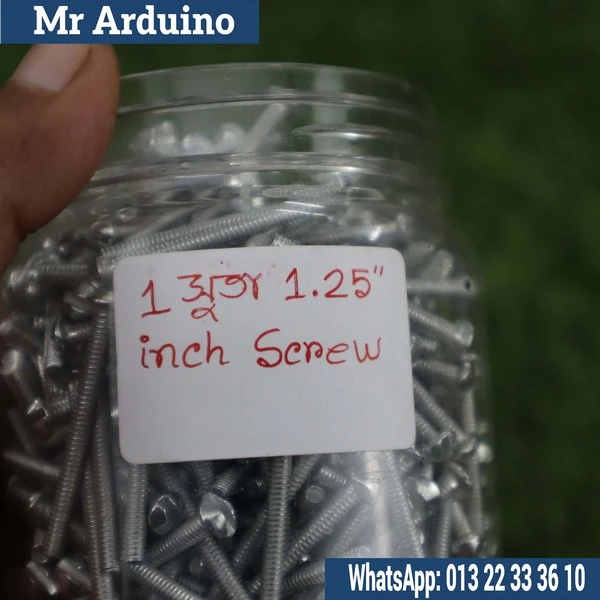 Mr Arduino
1 সুতা 1.25"
inch Screw
WhatsApp: 013 22 33 36 10